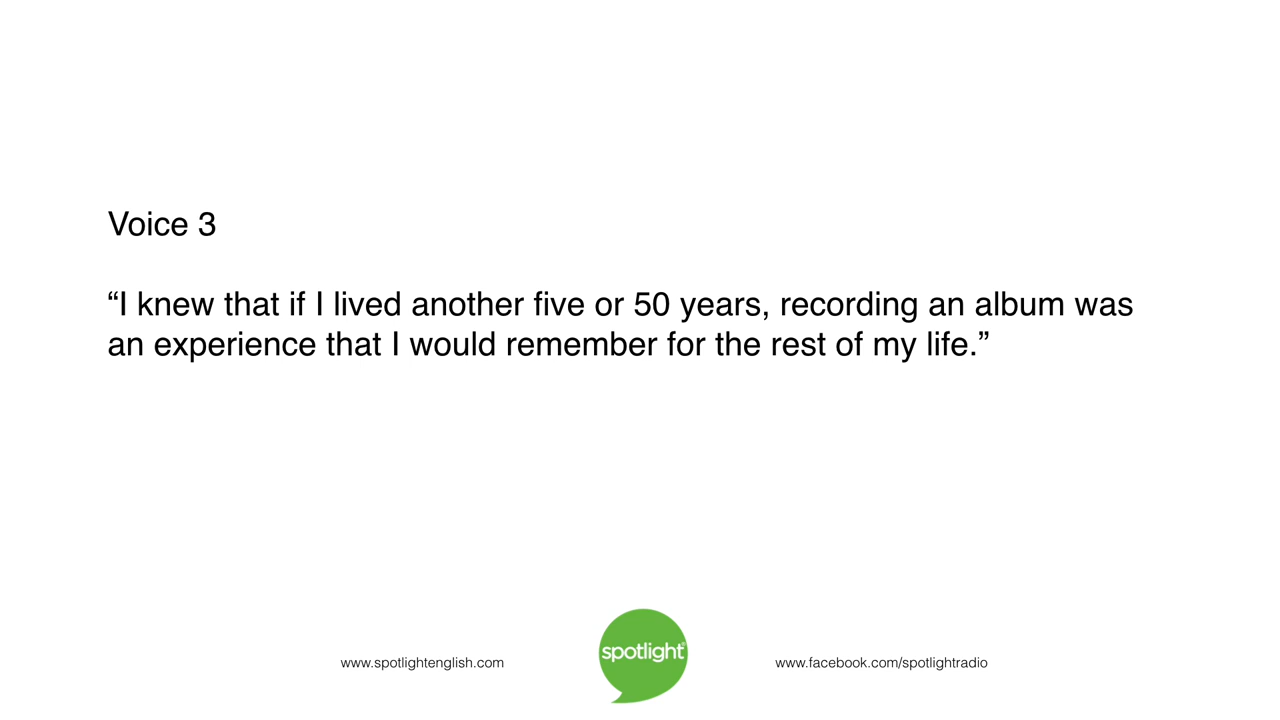 Voice 3
“I knew that if I lived another five or 50 years, recording an album was
an experience that I would remember for the rest of my life.”
www.spotlightenglish.com
spotlight®
www.facebook.com/spotlightradio